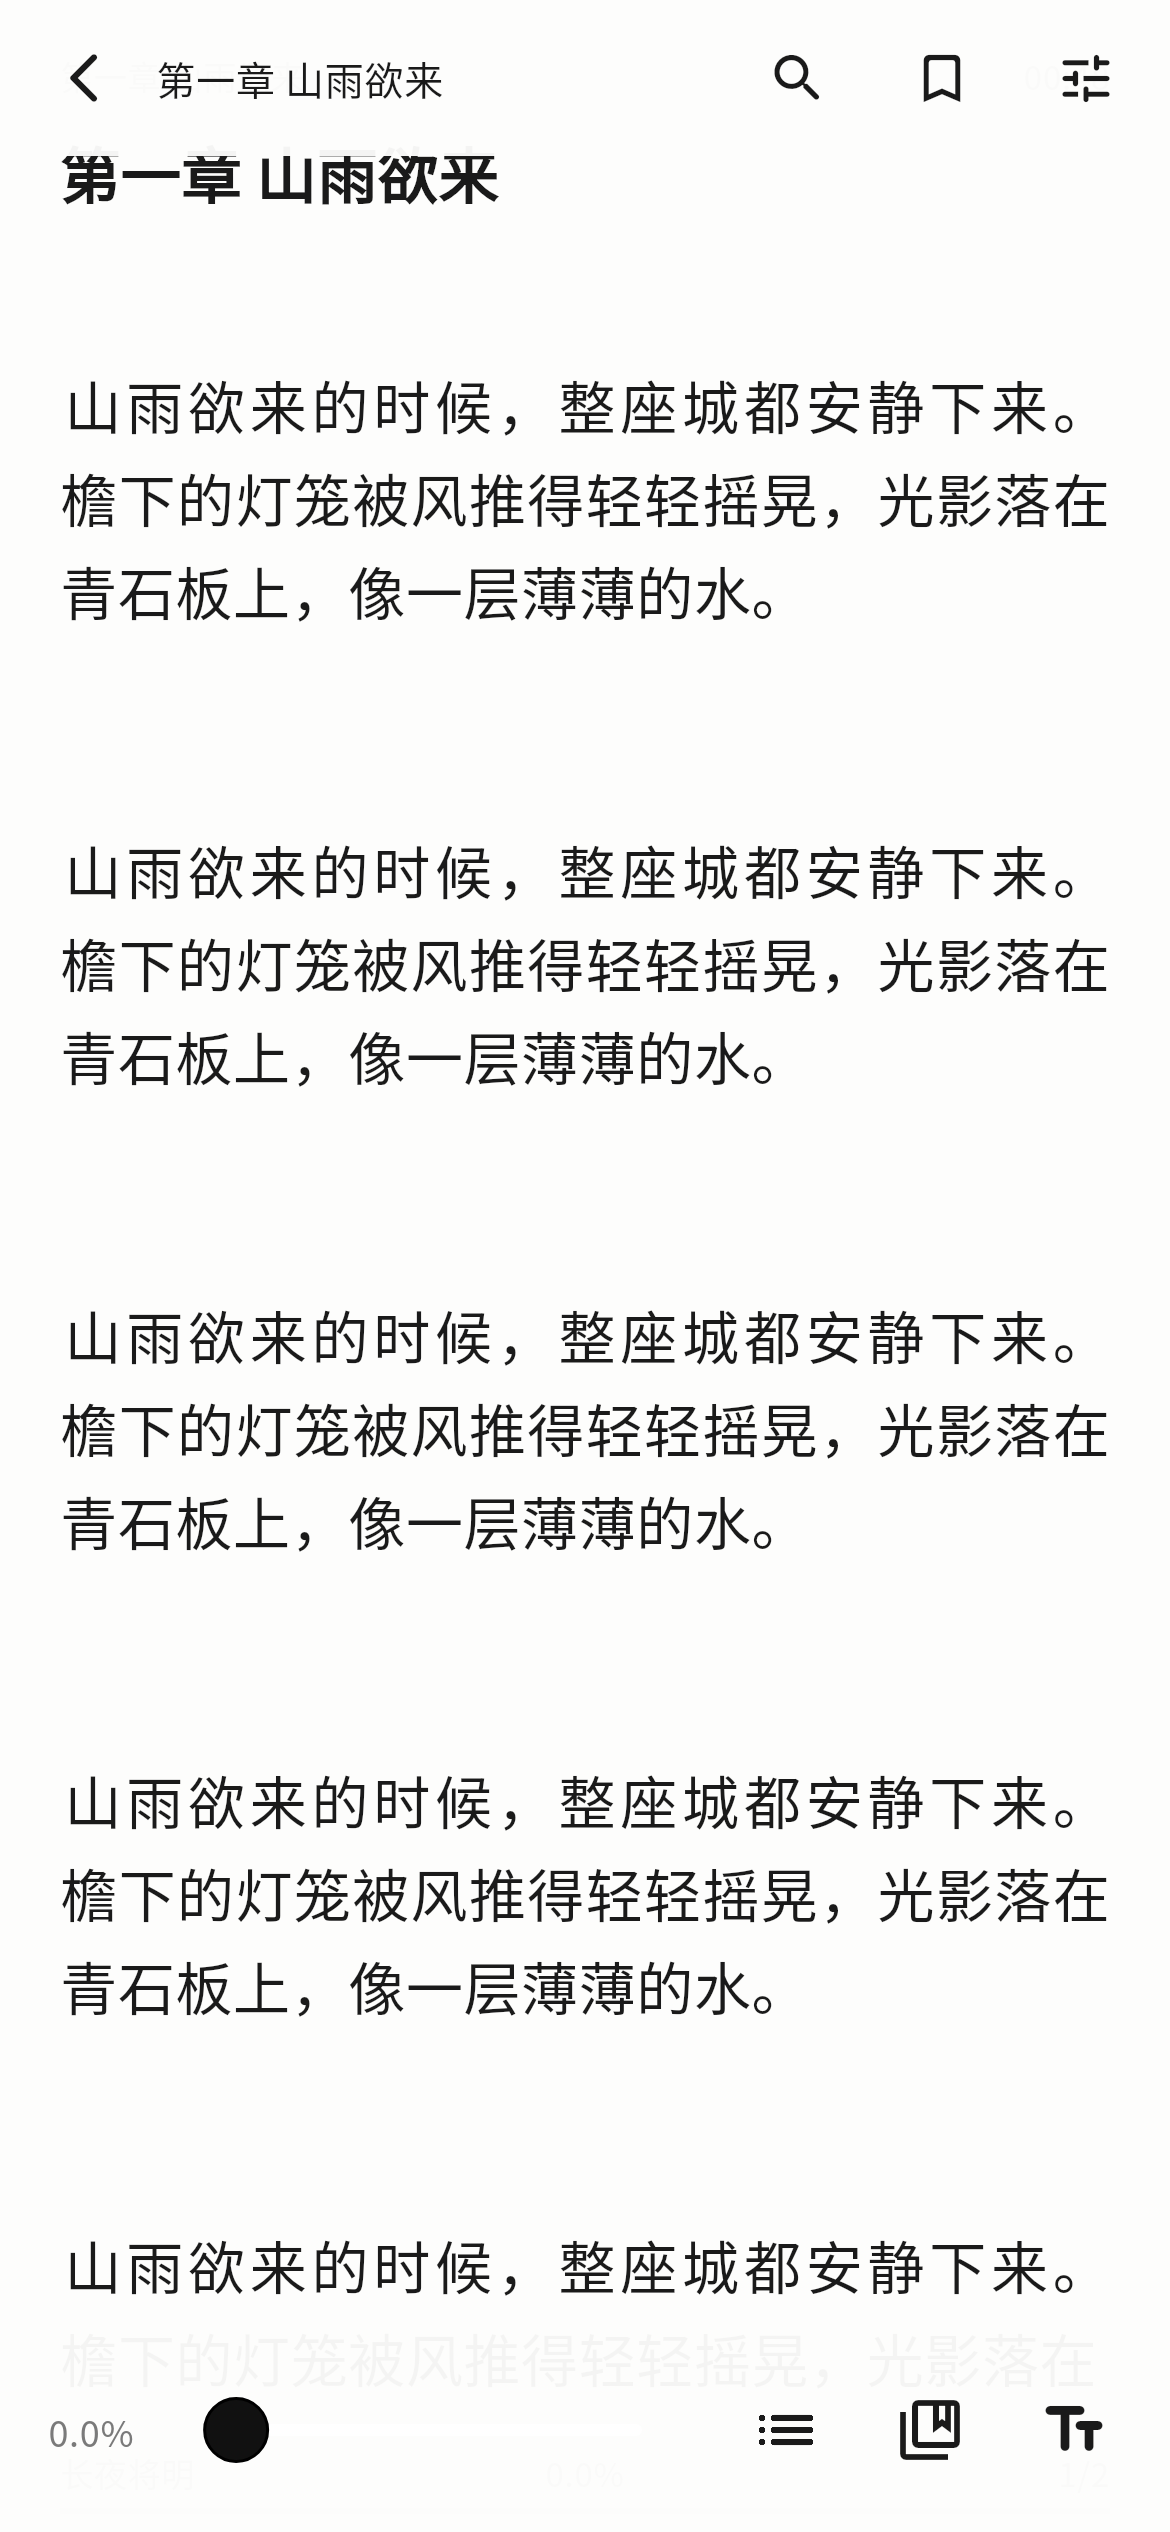 第一章 山雨欲来
第一章 山雨欲来
山雨欲来的时候，整座城都安静下来。
檐下的灯笼被风推得轻轻摇晃，光影落在
青石板上，像一层薄薄的水。
山雨欲来的时候，整座城都安静下来。
檐下的灯笼被风推得轻轻摇晃，光影落在
青石板上，像一层薄薄的水。
山雨欲来的时候，整座城都安静下来。
檐下的灯笼被风推得轻轻摇晃，光影落在
青石板上，像一层薄薄的水。
山雨欲来的时候，整座城都安静下来。
檐下的灯笼被风推得轻轻摇晃，光影落在
青石板上，像一层薄薄的水。
山雨欲来的时候，整座城都安静下来。
檐下的灯笼被风推得轻轻摇晃，光影落在
0.0%
长夜将明 0.0% 1/2